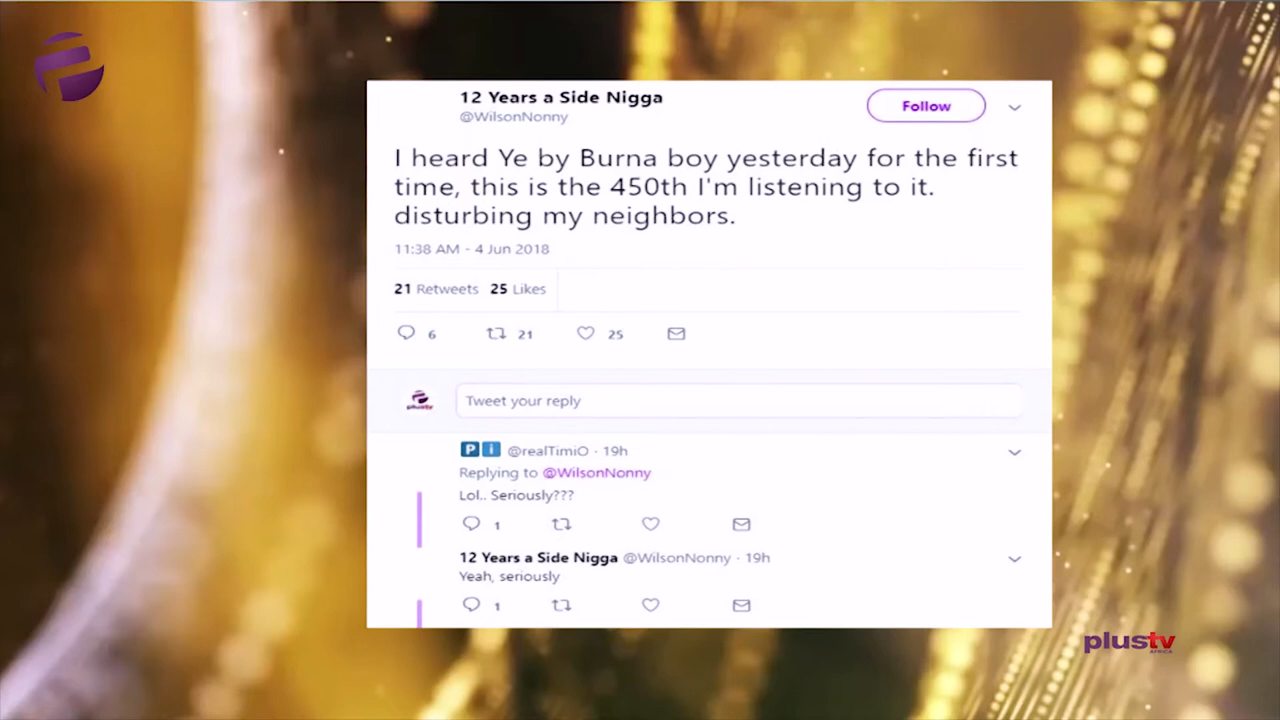 12 Years a Side Nigga
@WilsonNonny
Follow
I heard Ye by Burna boy yesterday for the first
time, this is the 450th I'm listening to it.
disturbing my neighbors.
11:38 AM - 4 Jun 2018
21 Retweets 25 Likes
6 21 25
plustv
Tweet your reply
P i @realTimiO · 19h
Replying to @WilsonNonny
Lol.. Seriously???
1
12 Years a Side Nigga @WilsonNonny · 19h
Yeah, seriously
1
plustv
AFRICA